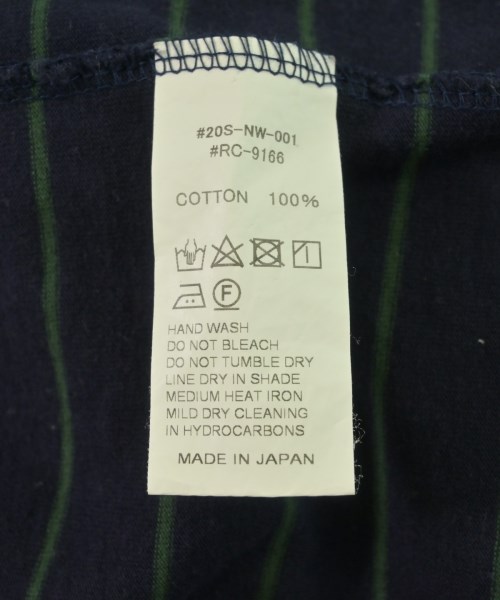 #20S-NW-001
#RC-9166
COTTON 100%
F
HAND WASH
DO NOT BLEACH
DO NOT TUMBLE DRY
LINE DRY IN SHADE
MEDIUM HEAT IRON
MILD DRY CLEANING
IN HYDROCARBONS
MADE IN JAPAN